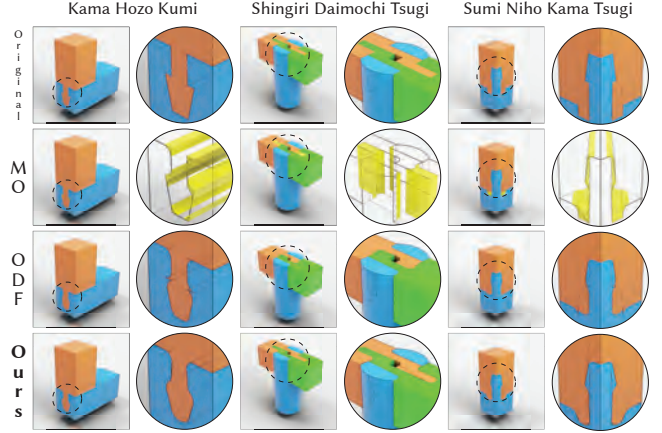 Kama Hozo Kumi Shingiri Daimochi Tsugi Sumi Niho Kama Tsugi
Original
MO
ODF
Ours